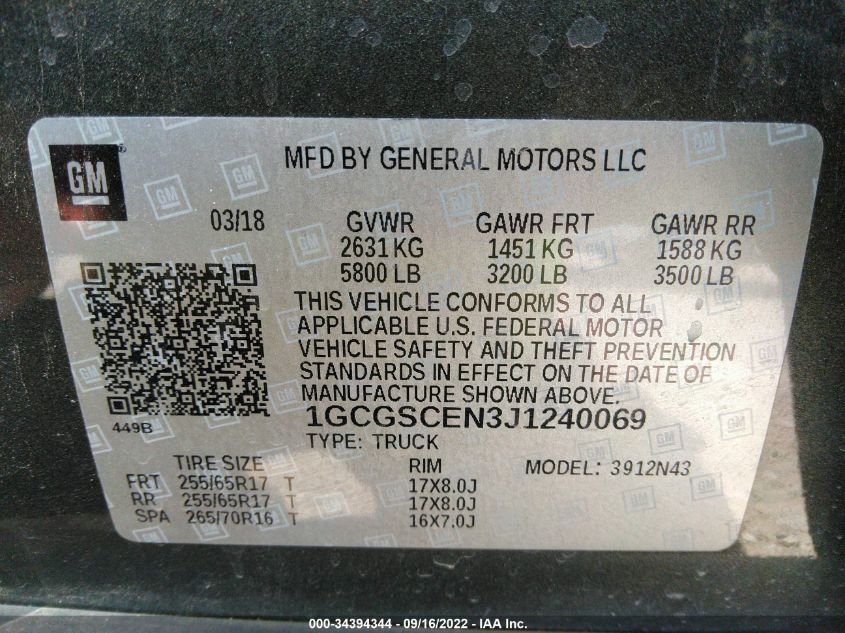 GM
MFD BY GENERAL MOTORS LLC
03/18 GVWR GAWR FRT GAWR RR
2631 KG 1451 KG 1588 KG
5800 LB 3200 LB 3500 LB
THIS VEHICLE CONFORMS TO ALL
APPLICABLE U.S. FEDERAL MOTOR
VEHICLE SAFETY AND THEFT PREVENTION
STANDARDS IN EFFECT ON THE DATE OF
MANUFACTURE SHOWN ABOVE.
449B
1GCGSCEN3J1240069
TYPE: TRUCK
TIRE SIZE RIM MODEL: 3912N43
FRT 255/65R17 T 17X8.0J
RR 255/65R17 T 17X8.0J
SPA 265/70R16 T 16X7.0J
000-34394344 - 09/16/2022 - IAA Inc.